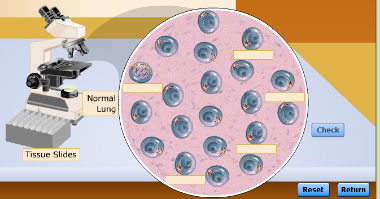 Normal
Lung
Check
Tissue Slides
Reset
Return